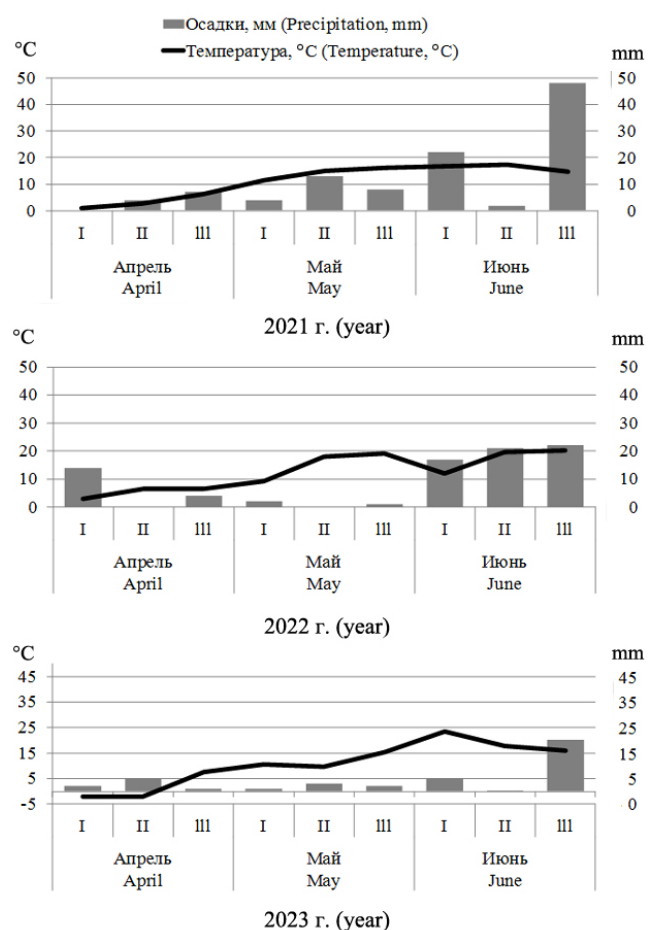 Осадки, мм (Precipitation, mm)
Температура, °C (Temperature, °C)
°C mm
50 50
40 40
30 30
20 20
10 10
0 0
I II III I II III I II III
Апрель Май Июнь
April May June
2021 г. (year)
°C mm
50 50
40 40
30 30
20 20
10 10
0 0
I II III I II III I II III
Апрель Май Июнь
April May June
2022 г. (year)
°C mm
45 45
35 35
25 25
15 15
5 5
-5 0
I II III I II III I II III
Апрель Май Июнь
April May June
2023 г. (year)